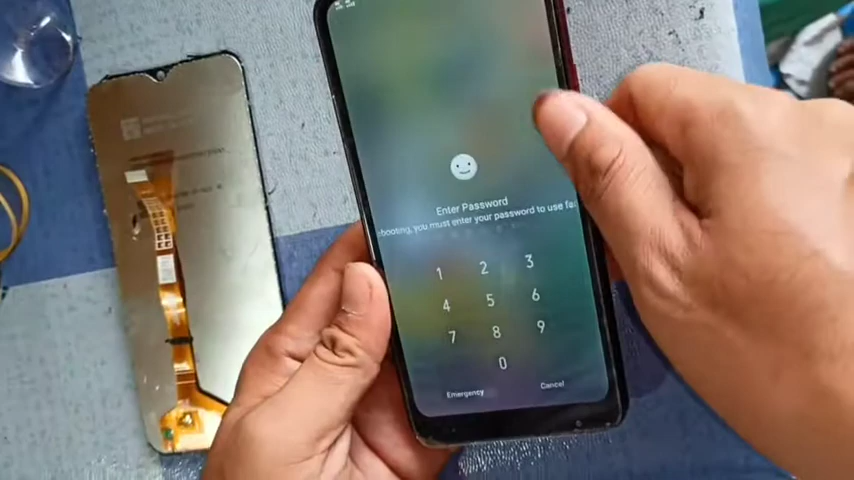 Enter Password
ebooting, you must enter your password to use fa
1 2 3
4 5 6
7 8 9
0
Emergency Cancel